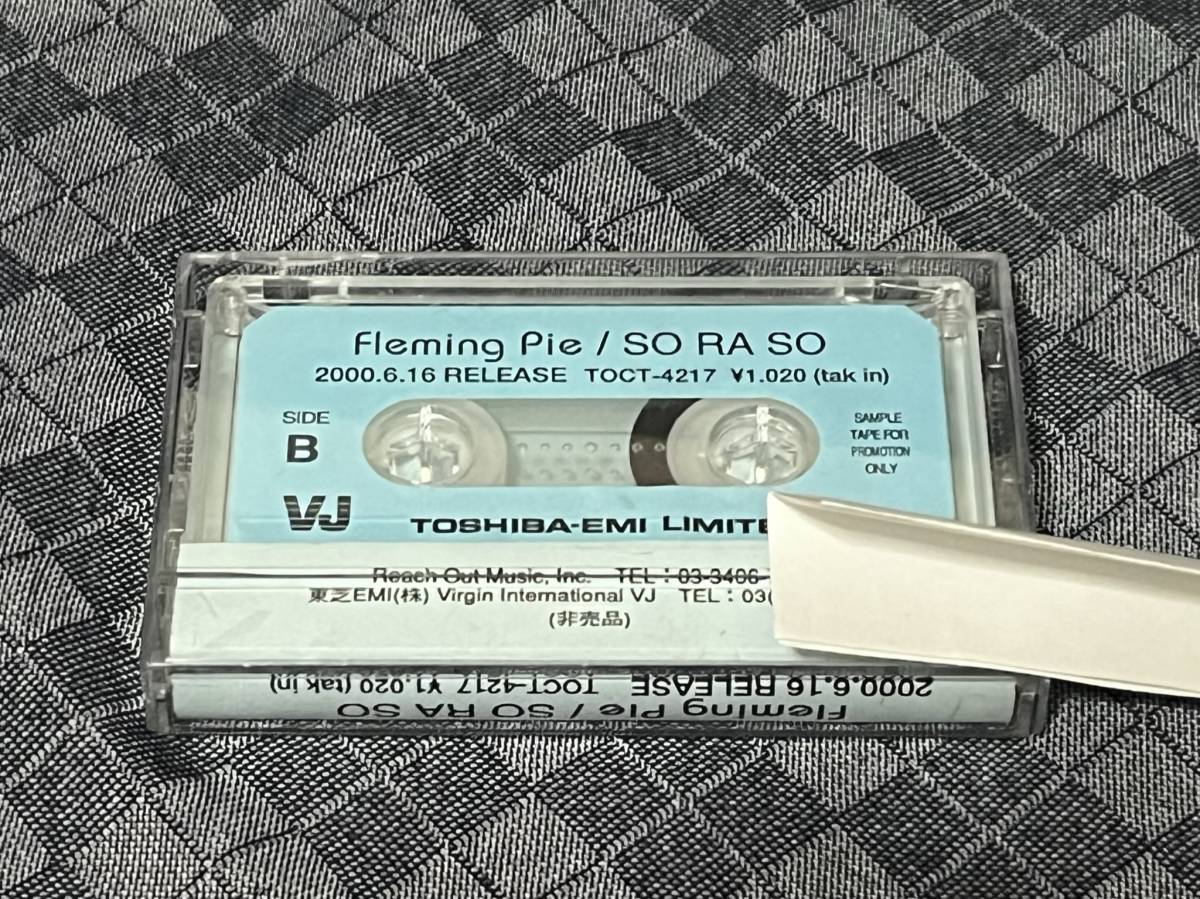 Fleming Pie / SO RA SO
2000.6.16 RELEASE TOCT-4217 ¥1.020 (tak in)
SIDE
B
SAMPLE
TAPE FOR
PROMOTION
ONLY
VJ
TOSHIBA-EMI LIMITE
Reach Out Music, Inc. TEL：03-3406-
東芝EMI(株) Virgin International VJ TEL：03(
(非売品)
2000.6.16 RELEASE TOCT-4217 ¥1.020 (tak in)
Fleming Pie / SO RA SO